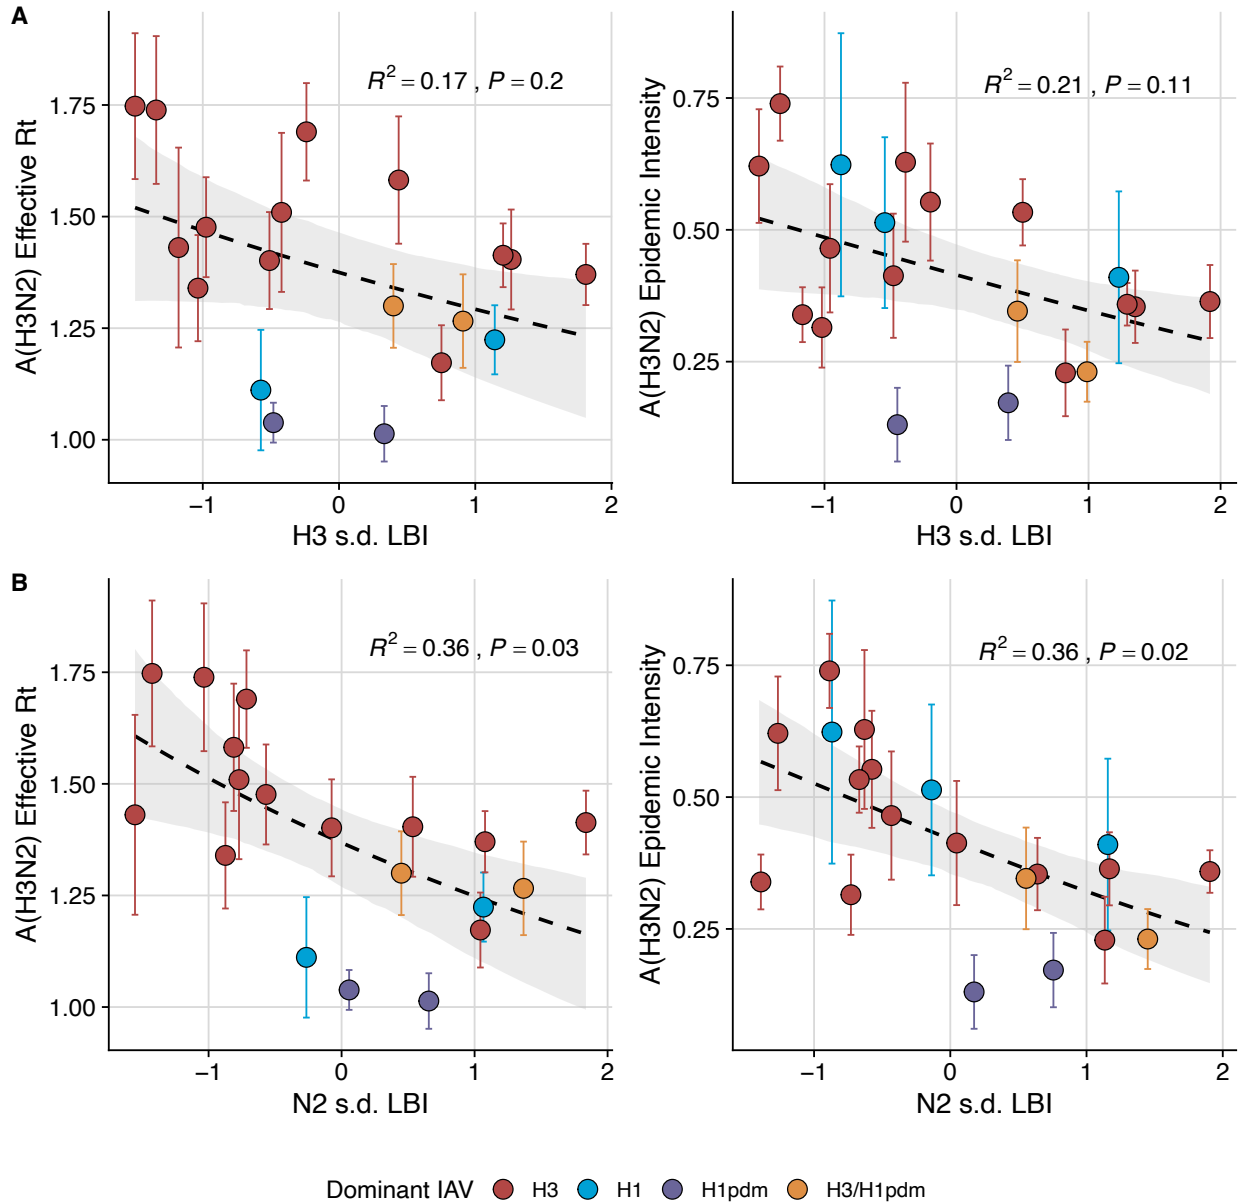 A
A(H3N2) Effective Rt
1.75
1.50
1.25
1.00
R² = 0.17 , P = 0.2
−1 0 1 2
H3 s.d. LBI
A(H3N2) Epidemic Intensity
0.75
0.50
0.25
R² = 0.21 , P = 0.11
−1 0 1 2
H3 s.d. LBI
B
A(H3N2) Effective Rt
1.75
1.50
1.25
1.00
R² = 0.36 , P = 0.03
−1 0 1 2
N2 s.d. LBI
A(H3N2) Epidemic Intensity
0.75
0.50
0.25
R² = 0.36 , P = 0.02
−1 0 1 2
N2 s.d. LBI
Dominant IAV H3 H1 H1pdm H3/H1pdm